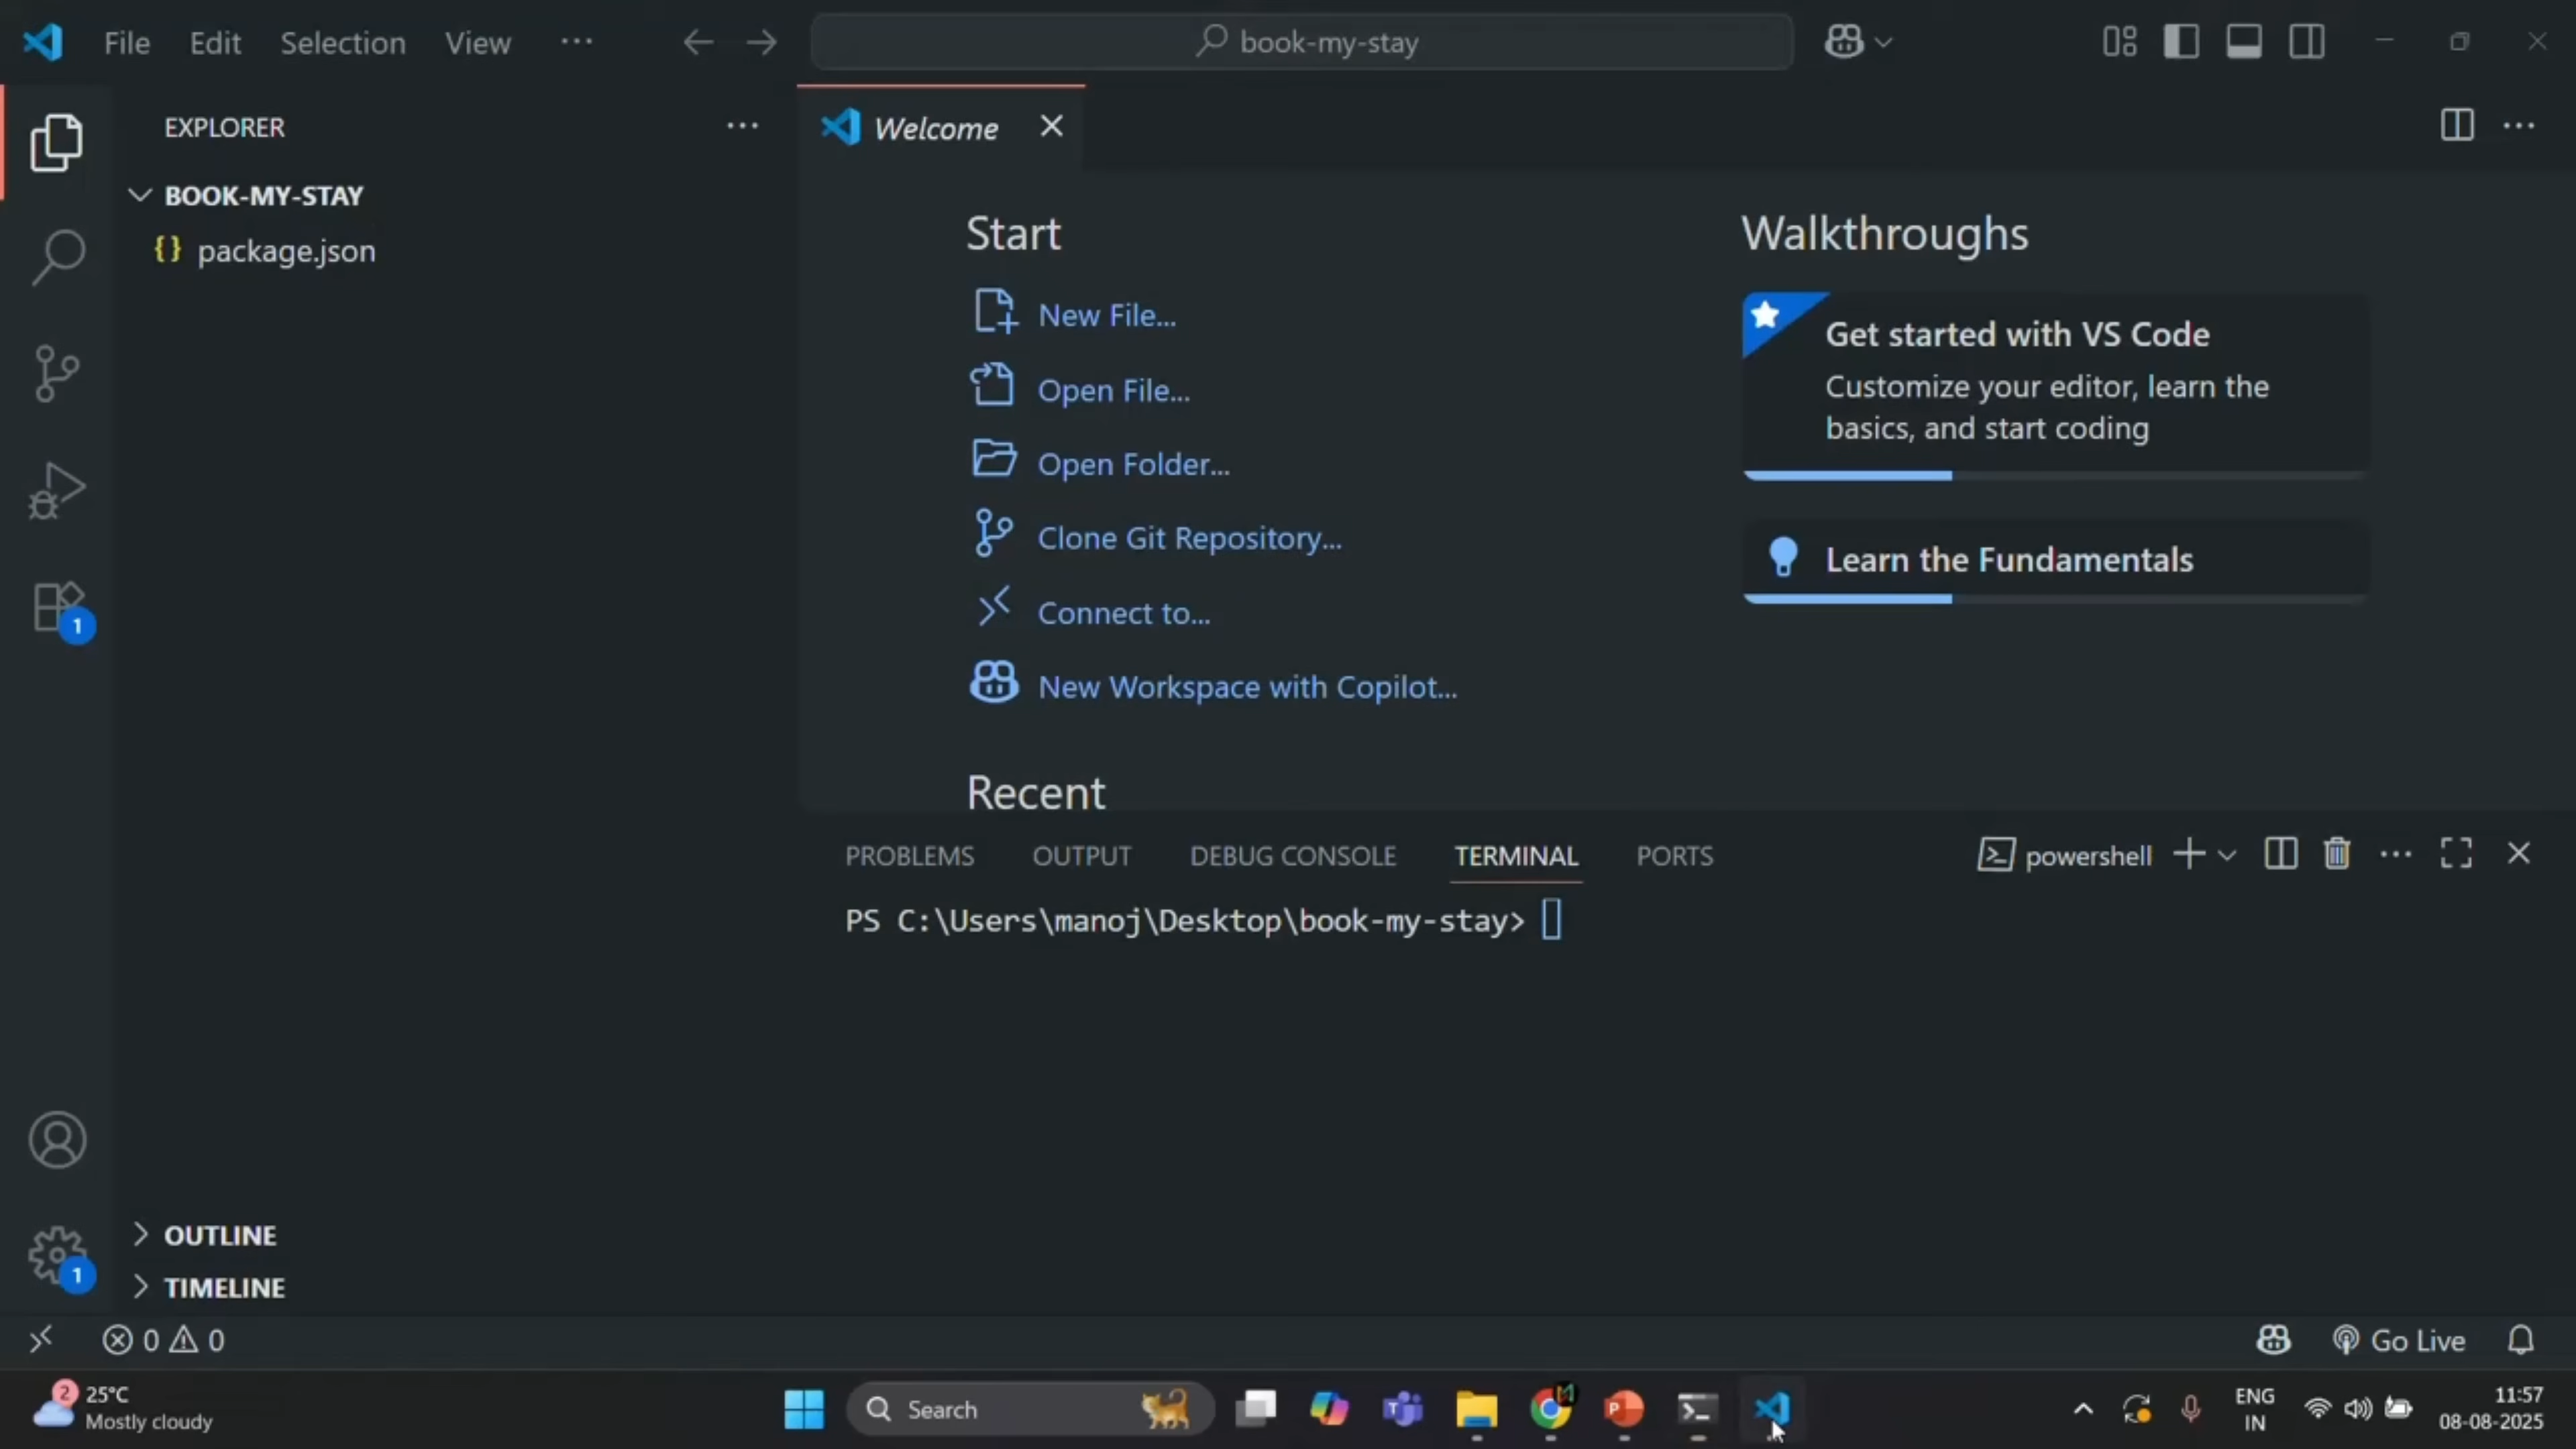 File Edit Selection View ···
book-my-stay
EXPLORER
BOOK-MY-STAY
{} package.json
OUTLINE
TIMELINE
Welcome
Start
New File...
Open File...
Open Folder...
Clone Git Repository...
Connect to...
New Workspace with Copilot...
Recent
Walkthroughs
Get started with VS Code
Customize your editor, learn the
basics, and start coding
Learn the Fundamentals
PROBLEMS OUTPUT DEBUG CONSOLE TERMINAL PORTS
powershell
PS C:\Users\manoj\Desktop\book-my-stay>
1
1
0 0
Go Live
2
25°C
Mostly cloudy
Search
ENG
IN
11:57
08-08-2025